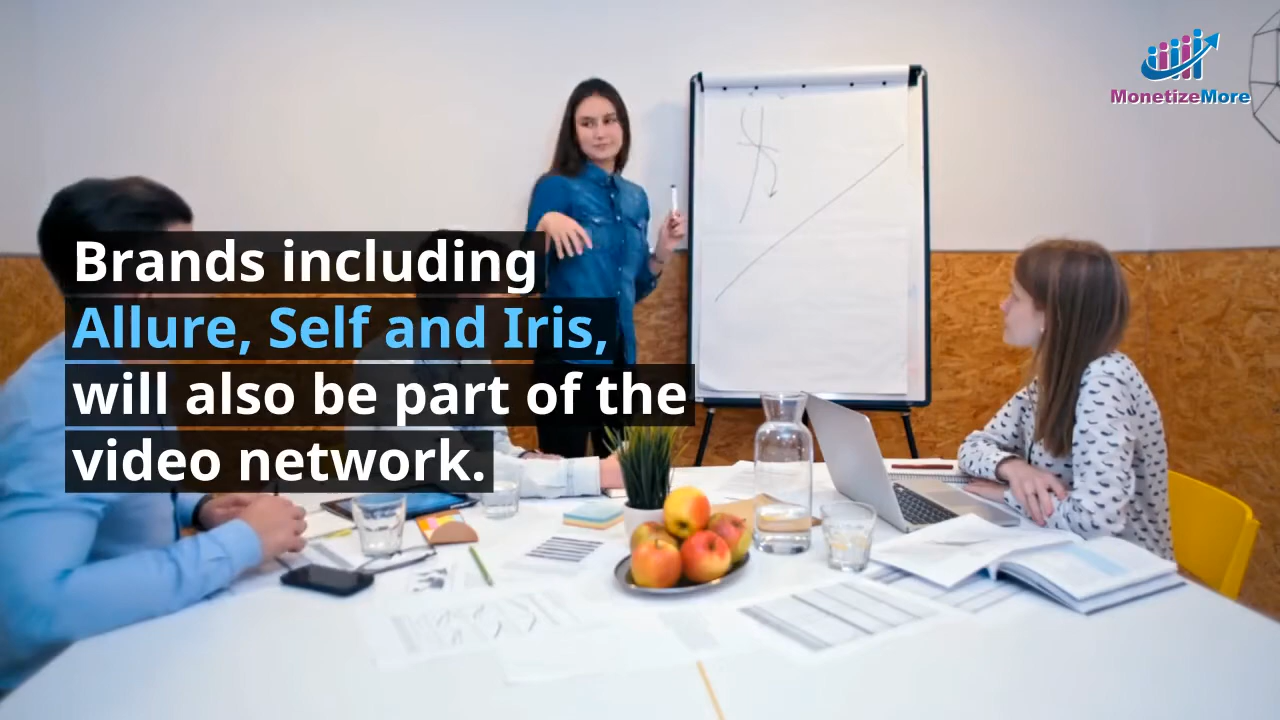 MonetizeMore
Brands including
Allure, Self and Iris,
will also be part of the
video network.